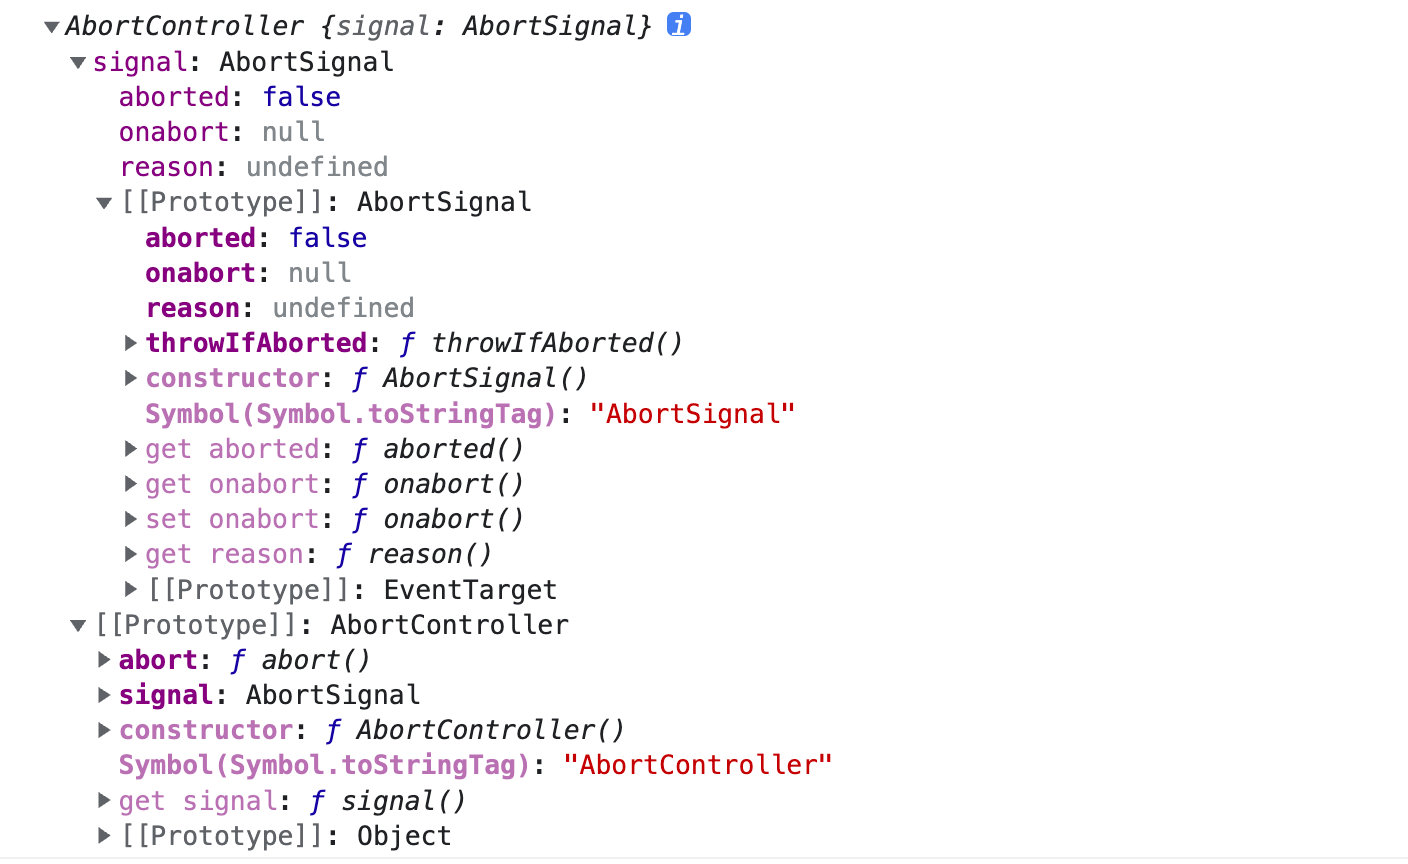 ▼AbortController {signal: AbortSignal} i
▼signal: AbortSignal
aborted: false
onabort: null
reason: undefined
▼[[Prototype]]: AbortSignal
aborted: false
onabort: null
reason: undefined
▶throwIfAborted: ƒ throwIfAborted()
▶constructor: ƒ AbortSignal()
Symbol(Symbol.toStringTag): "AbortSignal"
▶get aborted: ƒ aborted()
▶get onabort: ƒ onabort()
▶set onabort: ƒ onabort()
▶get reason: ƒ reason()
▶[[Prototype]]: EventTarget
▼[[Prototype]]: AbortController
▶abort: ƒ abort()
▶signal: AbortSignal
▶constructor: ƒ AbortController()
Symbol(Symbol.toStringTag): "AbortController"
▶get signal: ƒ signal()
▶[[Prototype]]: Object